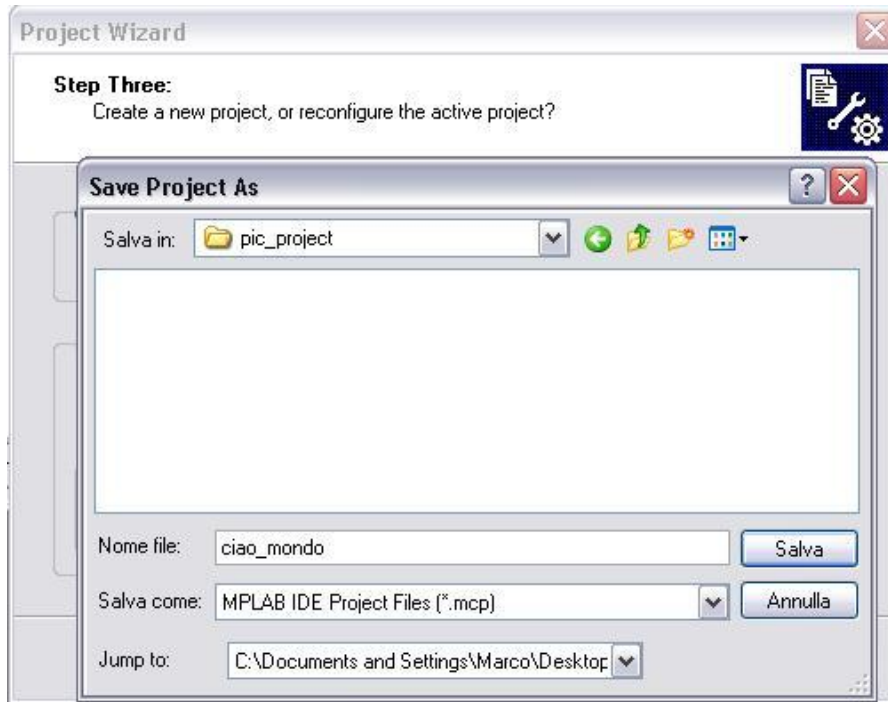 Project Wizard
Step Three:
Create a new project, or reconfigure the active project?
Save Project As
Salva in: pic_project
Nome file: ciao_mondo Salva
Salva come: MPLAB IDE Project Files (*.mcp) Annulla
Jump to: C:\Documents and Settings\Marco\Desktop